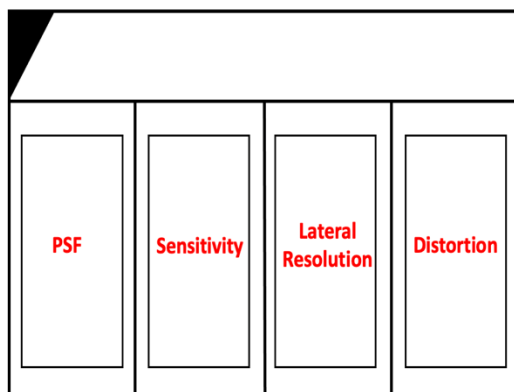 PSF
Sensitivity
Lateral
Resolution
Distortion